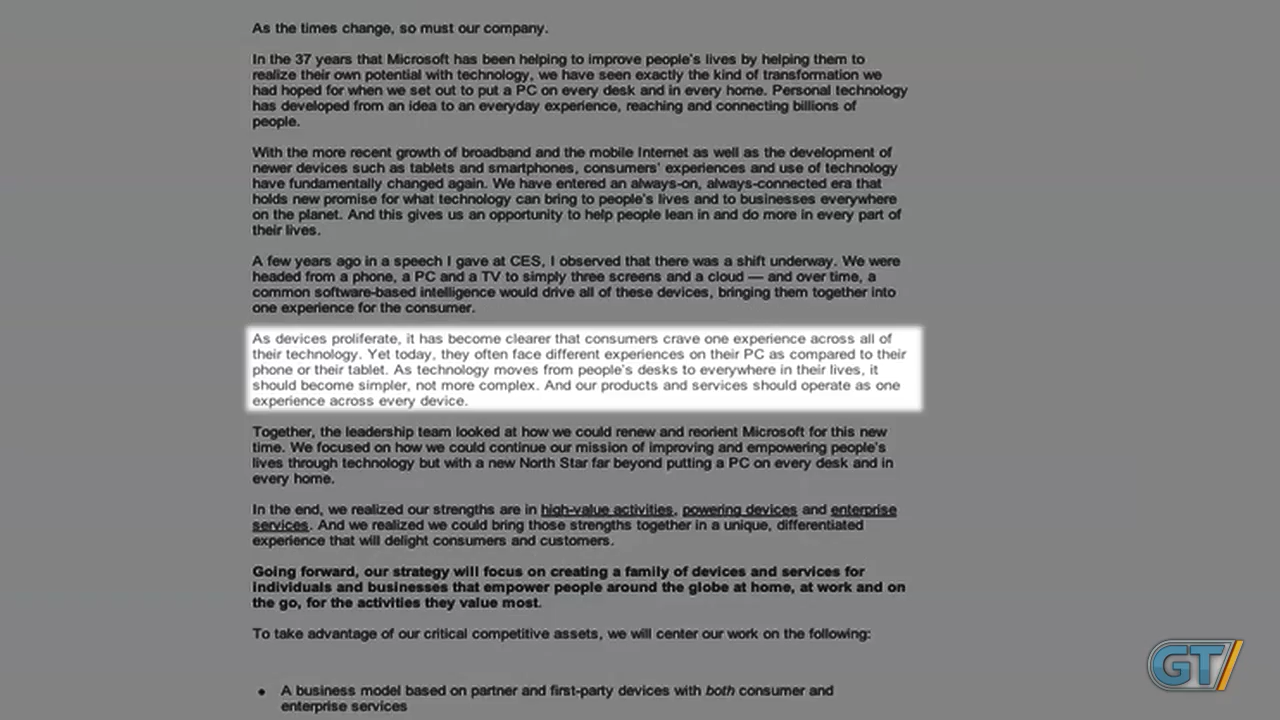 As the times change, so must our company.
In the 37 years that Microsoft has been helping to improve people's lives by helping them to
realize their own potential with technology, we have seen exactly the kind of transformation we
had hoped for when we set out to put a PC on every desk and in every home. Personal technology
has developed from an idea to an everyday experience, reaching and connecting billions of
people.
With the more recent growth of broadband and the mobile Internet as well as the development of
newer devices such as tablets and smartphones, consumers' experiences and use of technology
have fundamentally changed again. We have entered an always-on, always-connected era that
holds new promise for what technology can bring to people's lives and to businesses everywhere
on the planet. And this gives us an opportunity to help people lean in and do more in every part of
their lives.
A few years ago in a speech I gave at CES, I observed that there was a shift underway. We were
headed from a phone, a PC and a TV to simply three screens and a cloud — and over time, a
common software-based intelligence would drive all of these devices, bringing them together into
one experience for the consumer.
As devices proliferate, it has become clearer that consumers crave one experience across all of
their technology. Yet today, they often face different experiences on their PC as compared to their
phone or their tablet. As technology moves from people's desks to everywhere in their lives, it
should become simpler, not more complex. And our products and services should operate as one
experience across every device.
Together, the leadership team looked at how we could renew and reorient Microsoft for this new
time. We focused on how we could continue our mission of improving and empowering people's
lives through technology but with a new North Star far beyond putting a PC on every desk and in
every home.
In the end, we realized our strengths are in high-value activities, powering devices and enterprise
services. And we realized we could bring those strengths together in a unique, differentiated
experience that will delight consumers and customers.
Going forward, our strategy will focus on creating a family of devices and services for
individuals and businesses that empower people around the globe at home, at work and on
the go, for the activities they value most.
To take advantage of our critical competitive assets, we will center our work on the following:
• A business model based on partner and first-party devices with both consumer and
enterprise services
GT